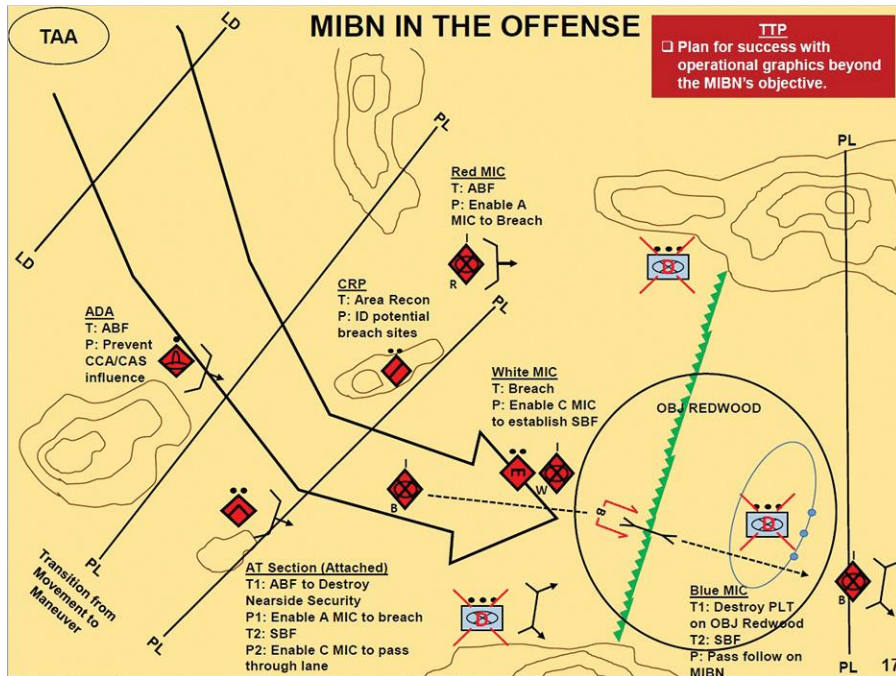 TAA
LD
MIBN IN THE OFFENSE
TTP
Plan for success with
operational graphics beyond
the MIBN's objective.
PL
PL
Red MIC
T: ABF
P: Enable A
MIC to Breach
I
R
LD
B
CRP
T: Area Recon
P: ID potential
breach sites
PL
ADA
T: ABF
P: Prevent
CCA/CAS
influence
White MIC
T: Breach
P: Enable C MIC
to establish SBF
OBJ REDWOOD
I
B
E
I
W
B
B
PL
Transition from
Movement to
Maneuver
PL
AT Section (Attached)
T1: ABF to Destroy
Nearside Security
P1: Enable A MIC to breach
T2: SBF
P2: Enable C MIC to pass
through lane
B
Blue MIC
T1: Destroy PLT
on OBJ Redwood
T2: SBF
P: Pass follow on
MIBN
I
B
PL
17